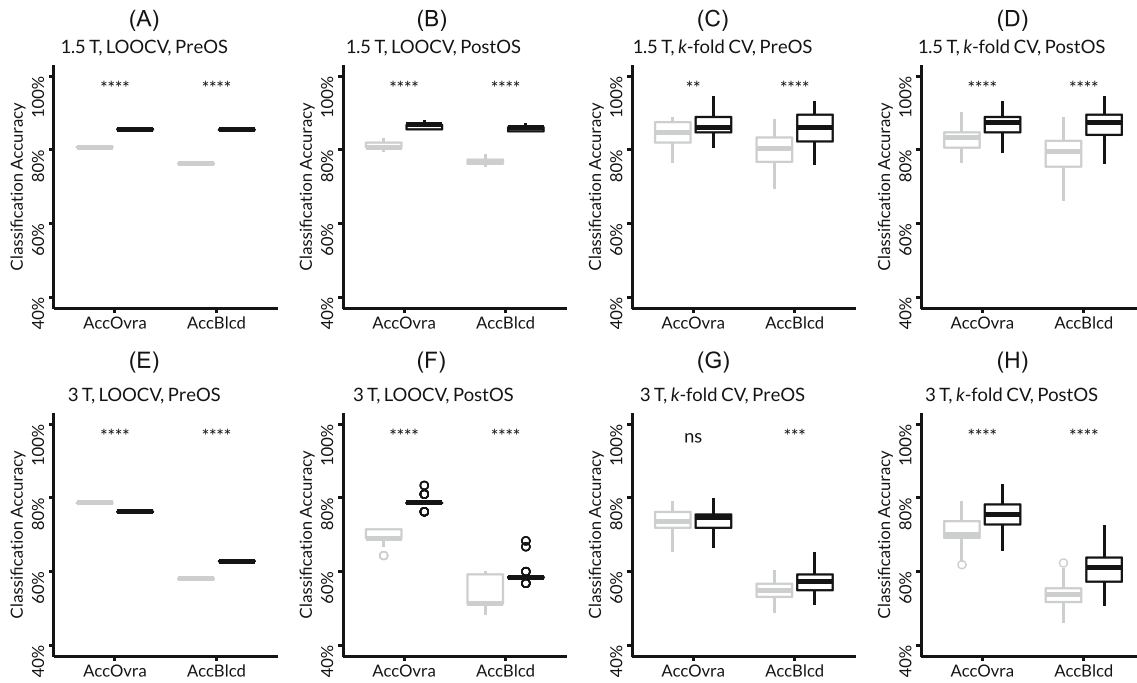 (A)
1.5 T, LOOCV, PreOS
Classification Accuracy
100%
80%
60%
40%
****
****
AccOvra
AccBlcd
(B)
1.5 T, LOOCV, PostOS
Classification Accuracy
100%
80%
60%
40%
****
****
AccOvra
AccBlcd
(C)
1.5 T, k-fold CV, PreOS
Classification Accuracy
100%
80%
60%
40%
**
****
AccOvra
AccBlcd
(D)
1.5 T, k-fold CV, PostOS
Classification Accuracy
100%
80%
60%
40%
****
****
AccOvra
AccBlcd
(E)
3 T, LOOCV, PreOS
Classification Accuracy
100%
80%
60%
40%
****
****
AccOvra
AccBlcd
(F)
3 T, LOOCV, PostOS
Classification Accuracy
100%
80%
60%
40%
****
****
AccOvra
AccBlcd
(G)
3 T, k-fold CV, PreOS
Classification Accuracy
100%
80%
60%
40%
ns
***
AccOvra
AccBlcd
(H)
3 T, k-fold CV, PostOS
Classification Accuracy
100%
80%
60%
40%
****
****
AccOvra
AccBlcd